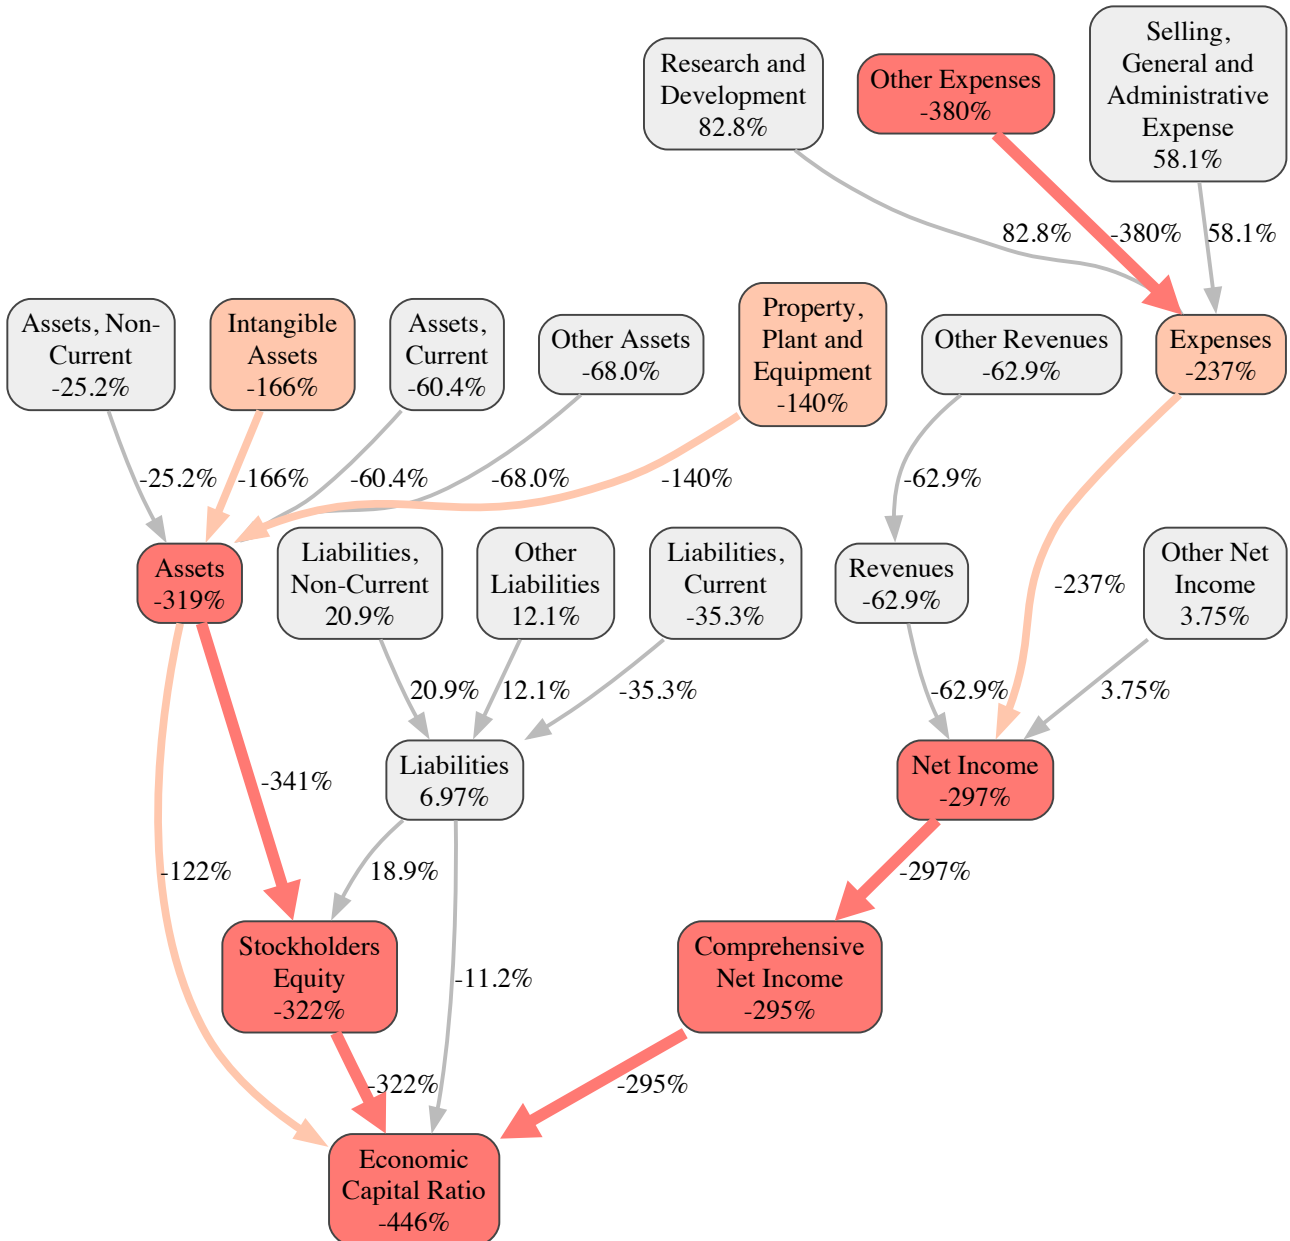 Research and
Development
82.8%
Other Expenses
-380%
Selling,
General and
Administrative
Expense
58.1%
82.8%
-380%
58.1%
Assets, Non-
Current
-25.2%
Intangible
Assets
-166%
Assets,
Current
-60.4%
Other Assets
-68.0%
Property,
Plant and
Equipment
-140%
Other Revenues
-62.9%
Expenses
-237%
-25.2%
-166%
-60.4%
-68.0%
-140%
-62.9%
Assets
-319%
Liabilities,
Non-Current
20.9%
Other
Liabilities
12.1%
Liabilities,
Current
-35.3%
Revenues
-62.9%
-237%
Other Net
Income
3.75%
20.9%
12.1%
-35.3%
-62.9%
3.75%
-341%
Liabilities
6.97%
Net Income
-297%
-122%
18.9%
-297%
Stockholders
Equity
-322%
-11.2%
Comprehensive
Net Income
-295%
-322%
-295%
Economic
Capital Ratio
-446%